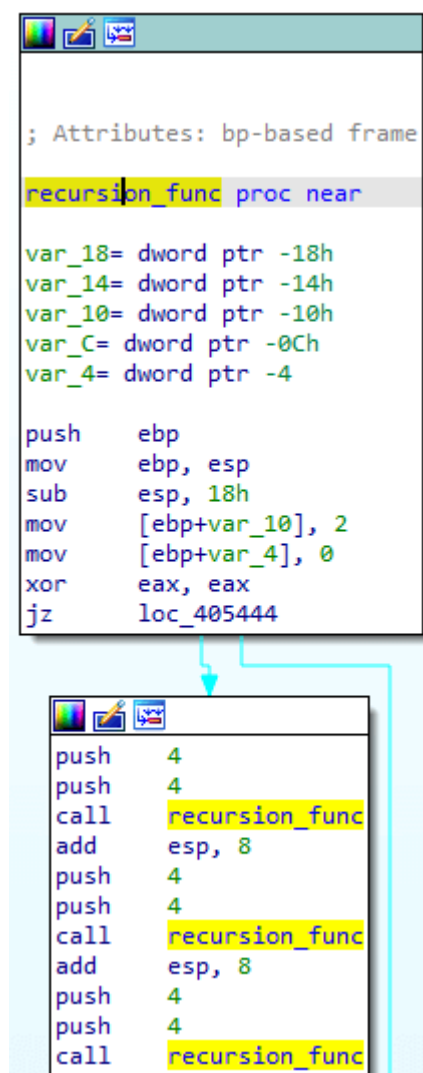 ; Attributes: bp-based frame
recursion_func proc near
var_18= dword ptr -18h
var_14= dword ptr -14h
var_10= dword ptr -10h
var_C= dword ptr -0Ch
var_4= dword ptr -4
push    ebp
mov     ebp, esp
sub     esp, 18h
mov     [ebp+var_10], 2
mov     [ebp+var_4], 0
xor     eax, eax
jz      loc_405444
push    4
push    4
call    recursion_func
add     esp, 8
push    4
push    4
call    recursion_func
add     esp, 8
push    4
push    4
call    recursion_func